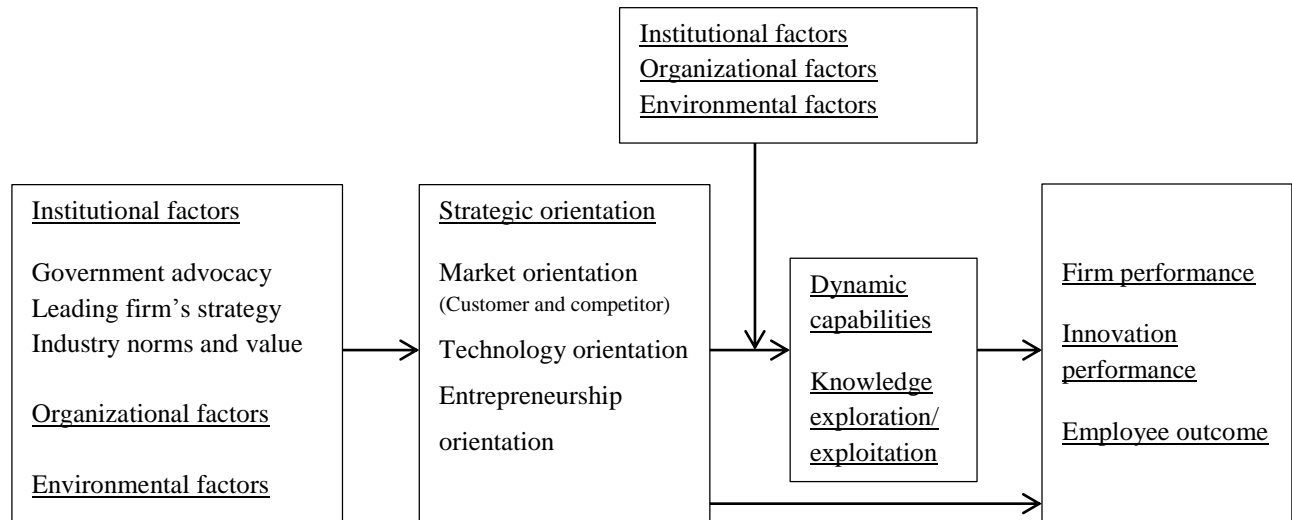 Institutional factors
Organizational factors
Environmental factors
Institutional factors
Government advocacy
Leading firm’s strategy
Industry norms and value
Organizational factors
Environmental factors
Strategic orientation
Market orientation
(Customer and competitor)
Technology orientation
Entrepreneurship
orientation
Dynamic
capabilities
Knowledge
exploration/
exploitation
Firm performance
Innovation
performance
Employee outcome